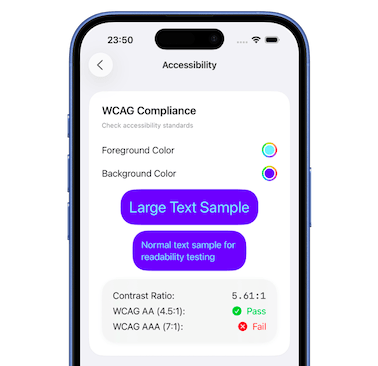 23:50
Accessibility
WCAG Compliance
Check accessibility standards
Foreground Color
Background Color
Large Text Sample
Normal text sample for
readability testing
Contrast Ratio: 5.61:1
WCAG AA (4.5:1): Pass
WCAG AAA (7:1): Fail